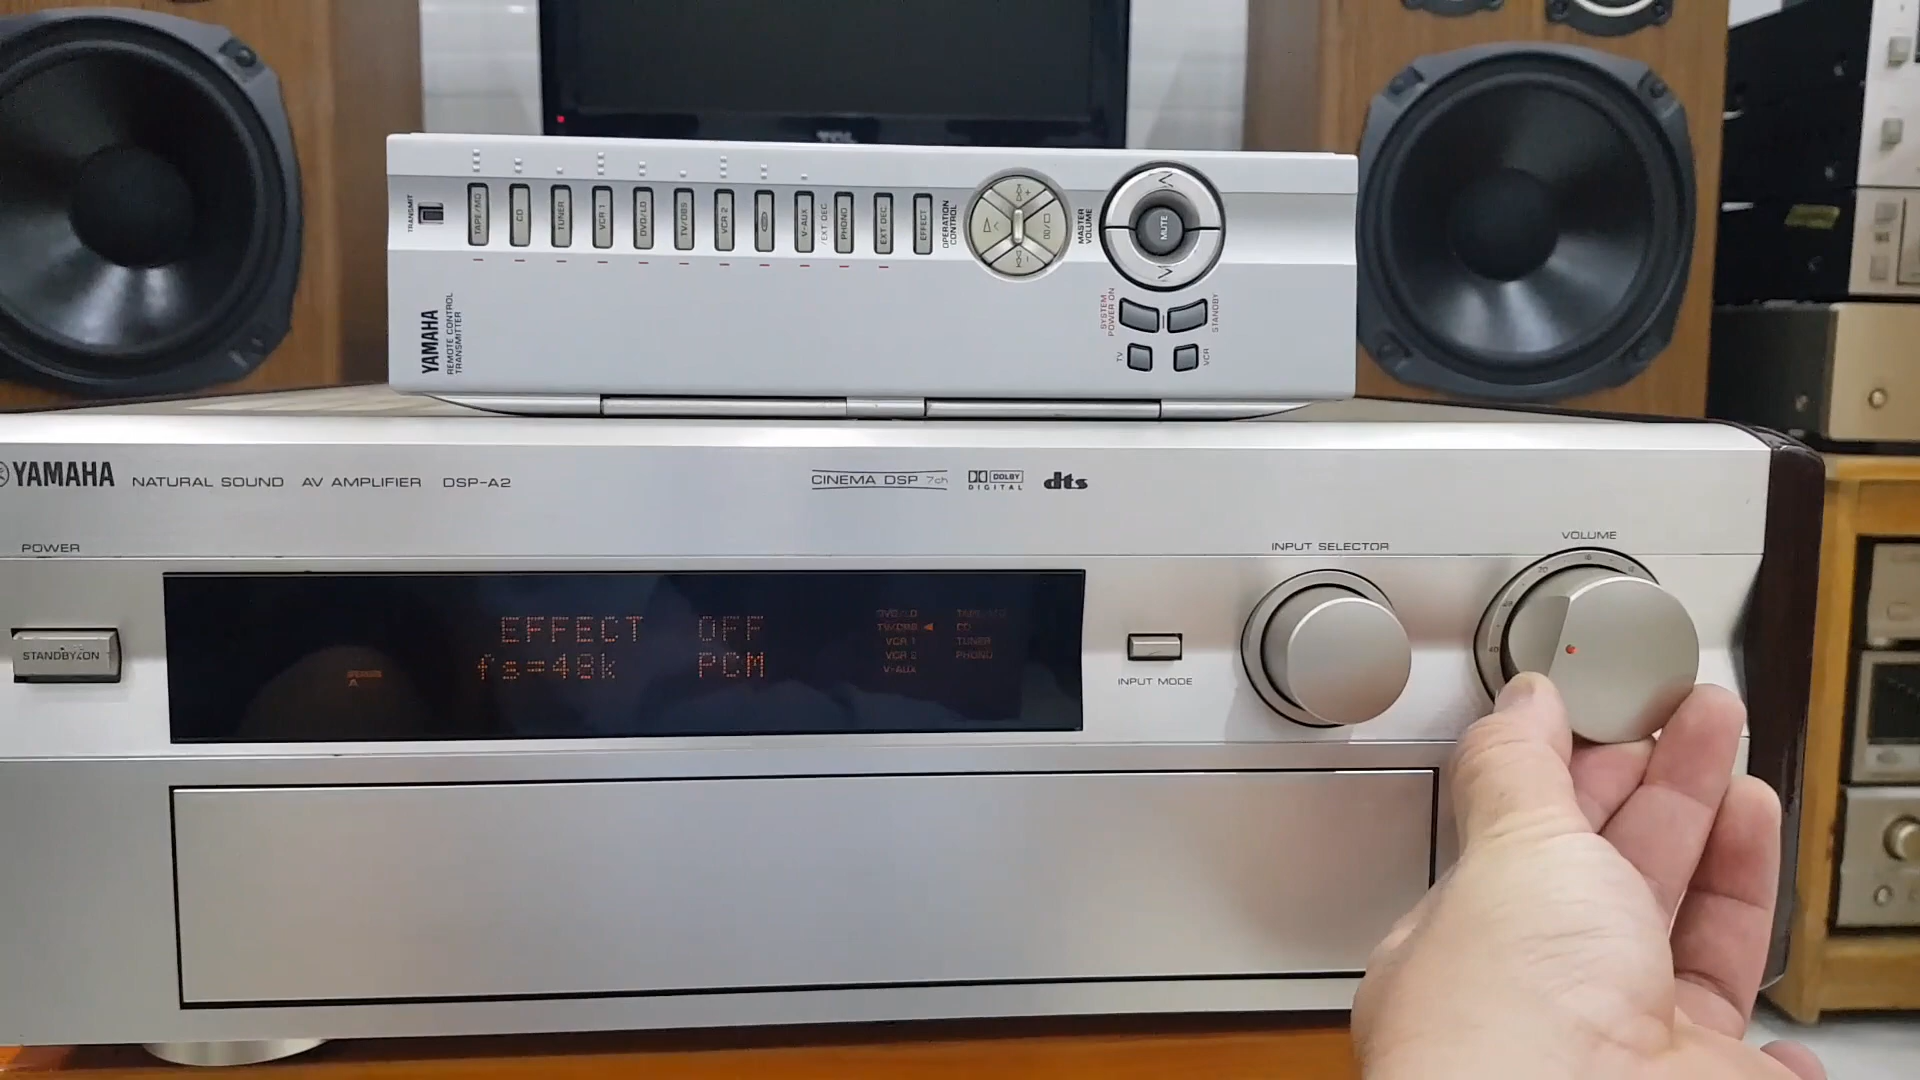 TRANSMIT
TAPE/MD
CD
TUNER
VCR 1
DVD/LD
TV/DBS
VCR 2
V-AUX
/EXT. DEC.
PHONO
EXT. DEC.
EFFECT
OPERATION
CONTROL
MASTER
VOLUME
MUTE
SYSTEM
POWER ON
STANDBY
TV
VCR
YAMAHA
REMOTE CONTROL
TRANSMITTER
YAMAHA NATURAL SOUND AV AMPLIFIER DSP-A2
CINEMA DSP 7ch
DOLBY
DIGITAL
dts
POWER
STANDBY/ON
EFFECT OFF
fs=48k PCM
DVD/LD
TV/DBS
VCR 1
VCR 2
V-AUX
CD
TUNER
PHONO
INPUT MODE
INPUT SELECTOR
VOLUME
20
40